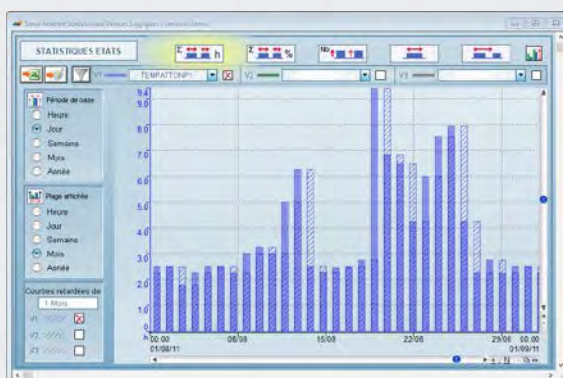 STATISTIQUES ETATS
Σ h
Σ %
Nb
V1 TEMPATTONP1 V2 V3
Période de base
Heure
Jour
Semaine
Mois
Année
Plage affichée
Heure
Jour
Semaine
Mois
Année
Courbes retardées de
1 Mois
V1
V2
V3
9.4
9.0
8.0
7.0
6.0
5.0
4.0
3.0
2.0
1.0
0
h
00:00 08/08 15/08 22/08 29/08 00:00
01/08/11 01/09/11